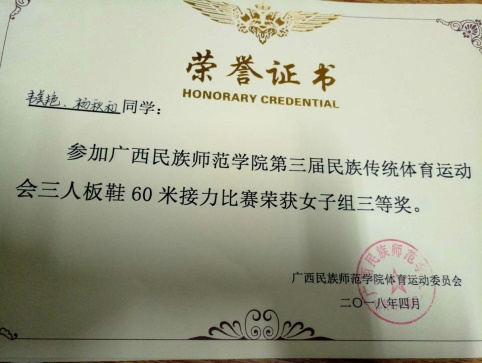 荣誉证书
HONORARY CREDENTIAL
同学：
参加广西民族师范学院第三届民族传统体育运动
会三人板鞋60米接力比赛荣获女子组三等奖。
广西民族师范学院体育运动委员会
二〇一八年四月